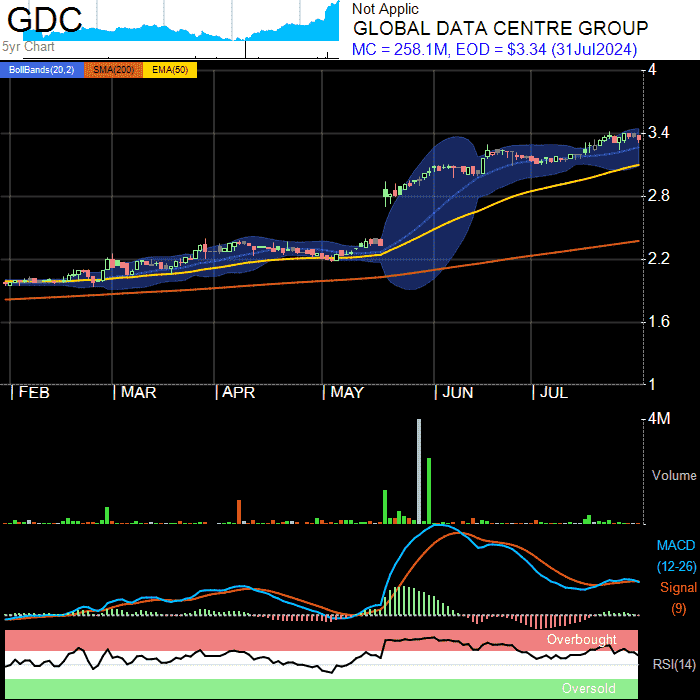 GDC
5yr Chart
Not Applic
GLOBAL DATA CENTRE GROUP
MC = 258.1M, EOD = $3.34 (31Jul2024)
BollBands(20,2) SMA(200) EMA(50)
4
3.4
2.8
2.2
1.6
1
FEB MAR APR MAY JUN JUL
4M
Volume
MACD
(12-26)
Signal
(9)
Overbought
RSI(14)
Oversold